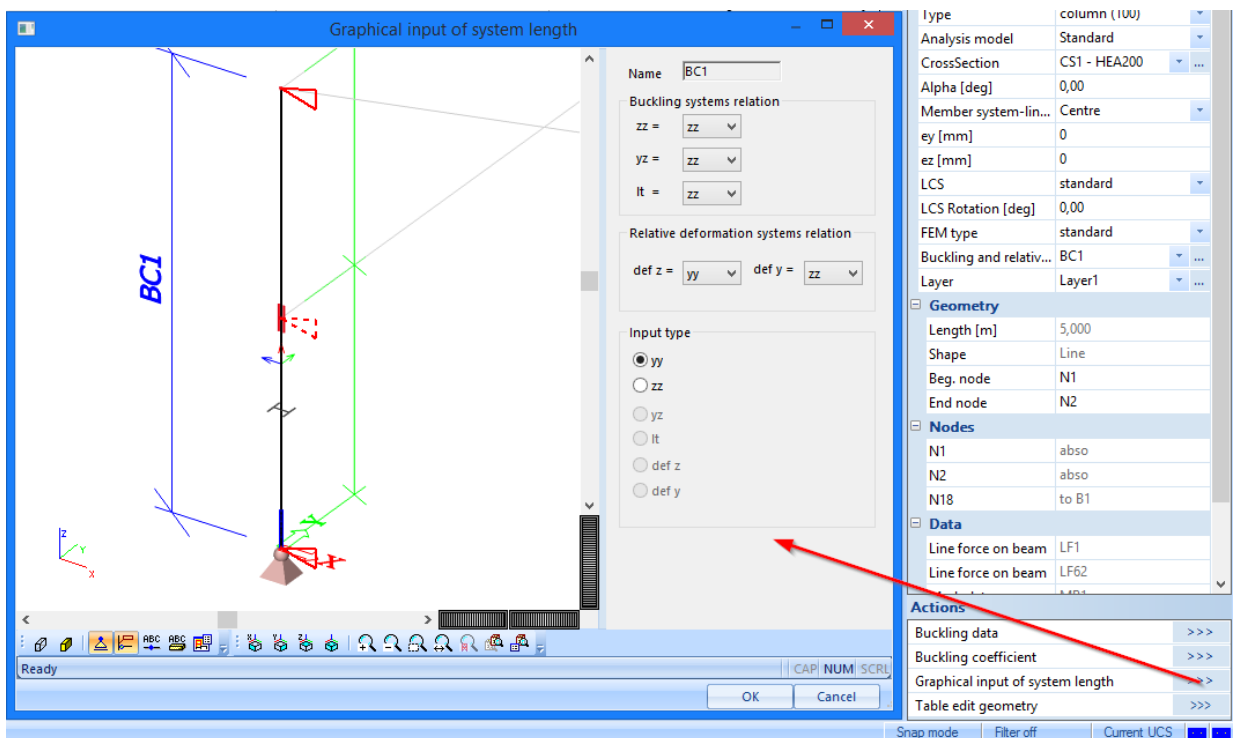 Graphical input of system length
BC1
z
Y
x
Name BC1
Buckling systems relation
zz = zz
yz = zz
lt = zz
Relative deformation systems relation
def z = yy def y = zz
Input type
yy
zz
yz
lt
def z
def y
ABC ABC
Ready
CAP NUM SCRL
OK Cancel
Type column (100)
Analysis model Standard
CrossSection CS1 - HEA200 ...
Alpha [deg] 0,00
Member system-lin... Centre
ey [mm] 0
ez [mm] 0
LCS standard
LCS Rotation [deg] 0,00
FEM type standard
Buckling and relativ... BC1 ...
Layer Layer1 ...
Geometry
Length [m] 5,000
Shape Line
Beg. node N1
End node N2
Nodes
N1 abso
N2 abso
N18 to B1
Data
Line force on beam LF1
Line force on beam LF62
Actions
Buckling data >>>
Buckling coefficient >>>
Graphical input of system length >>>
Table edit geometry >>>
Snap mode Filter off Current UCS